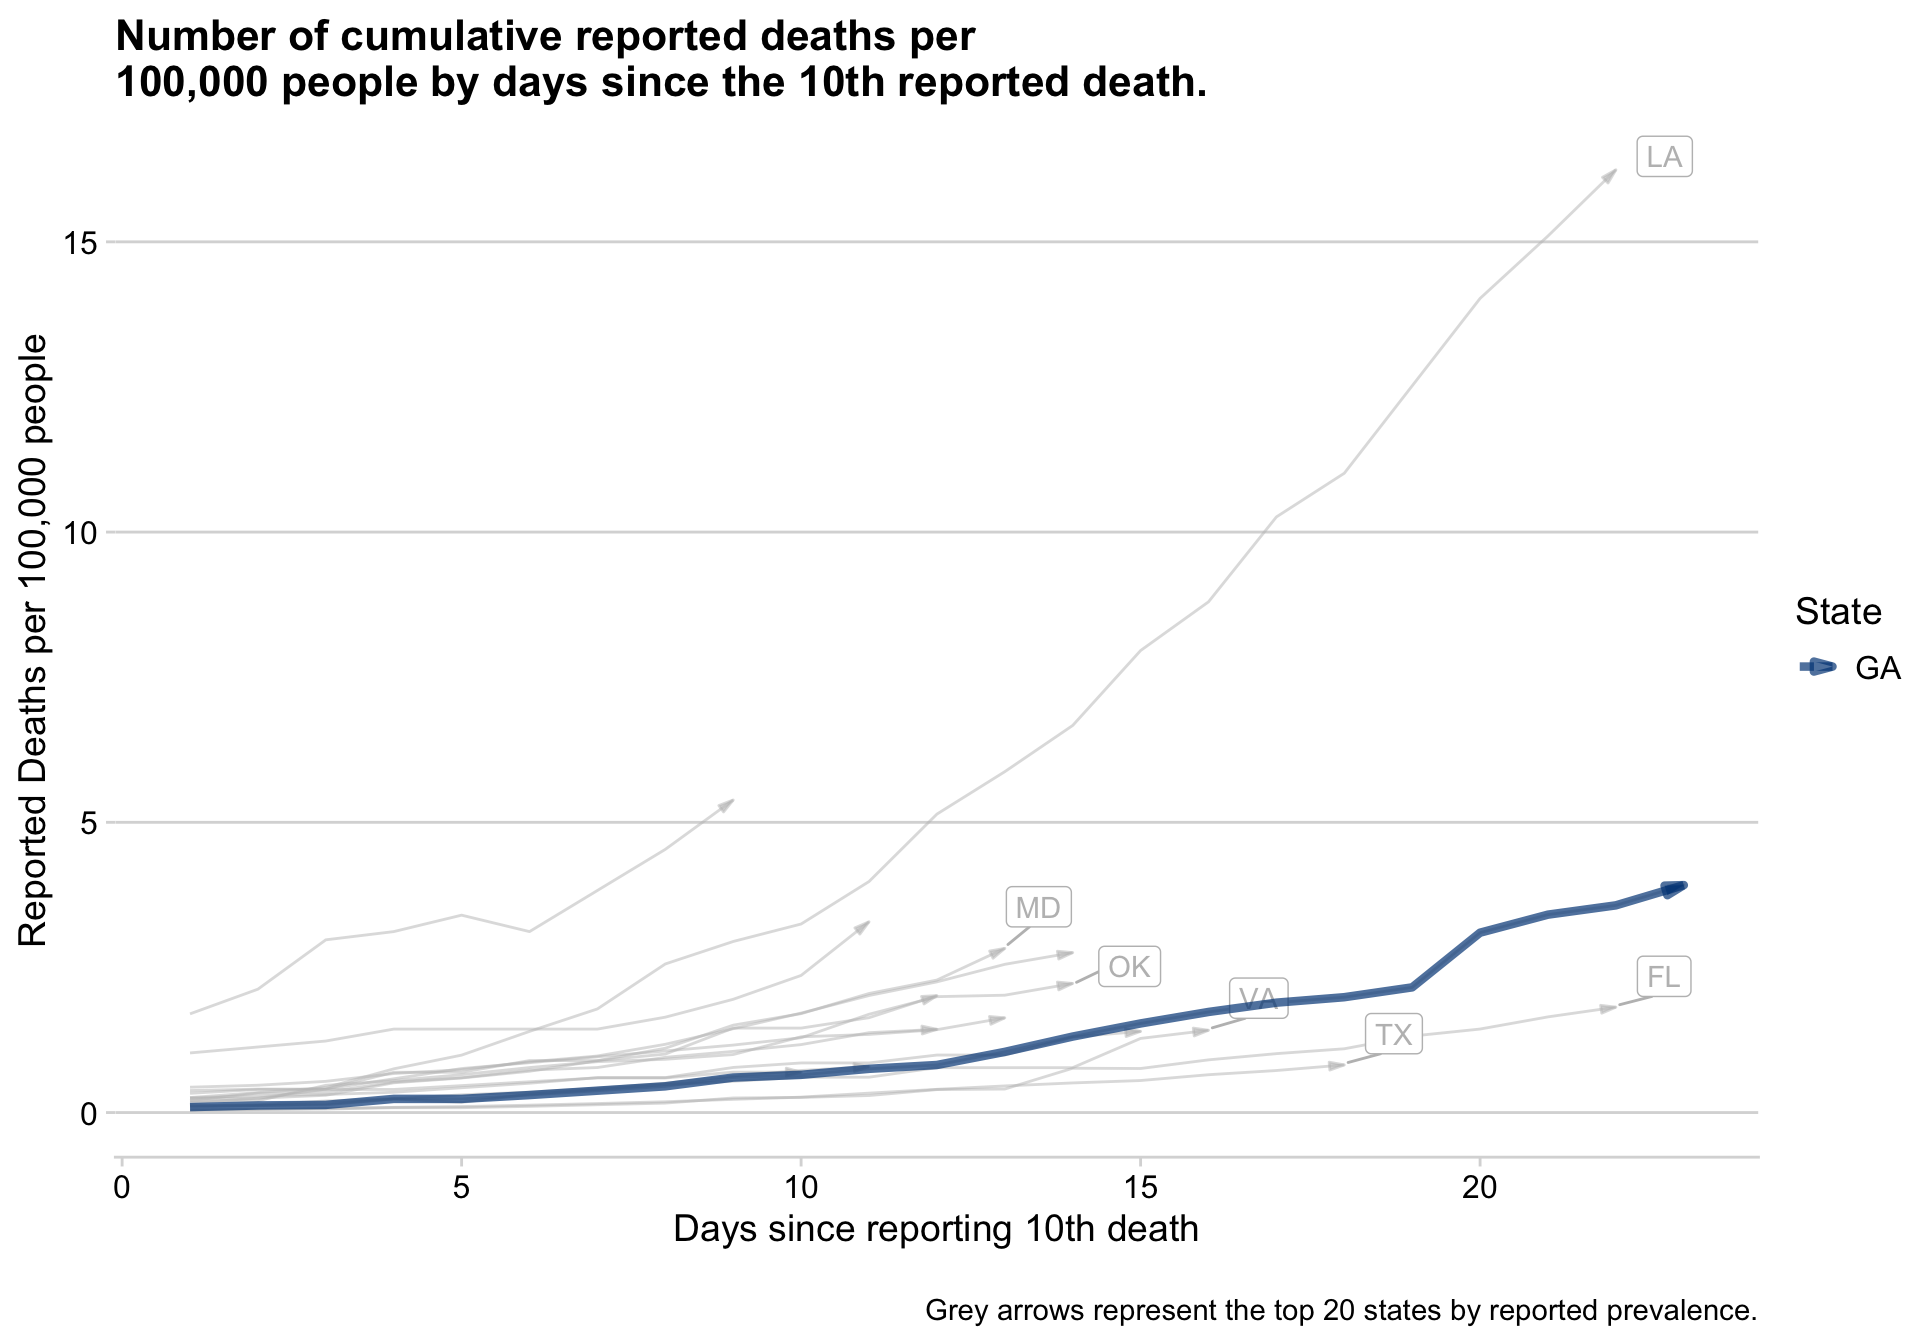 Number of cumulative reported deaths per
100,000 people by days since the 10th reported death.
LA
15
10
5
0
Reported Deaths per 100,000 people
MD
OK
VA
FL
TX
State
GA
0 5 10 15 20
Days since reporting 10th death
Grey arrows represent the top 20 states by reported prevalence.